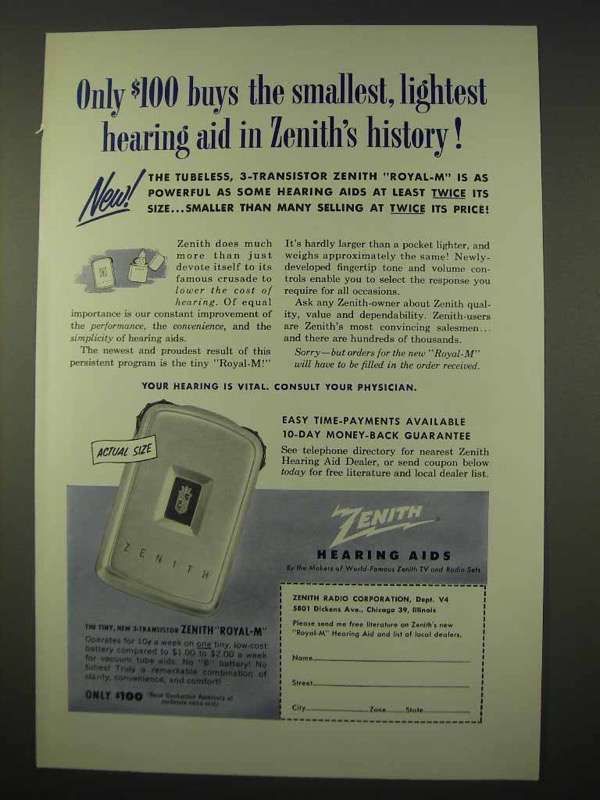 Only $100 buys the smallest, lightest
hearing aid in Zenith's history!
New!
THE TUBELESS, 3-TRANSISTOR ZENITH "ROYAL-M" IS AS
POWERFUL AS SOME HEARING AIDS AT LEAST TWICE ITS
SIZE...SMALLER THAN MANY SELLING AT TWICE ITS PRICE!
Zenith does much
more than just
devote itself to its
famous crusade to
lower the cost of
hearing. Of equal
importance is our constant improvement of
the performance, the convenience, and the
simplicity of hearing aids.
The newest and proudest result of this
persistent program is the tiny "Royal-M!"
It's hardly larger than a pocket lighter, and
weighs approximately the same! Newly-
developed fingertip tone and volume con-
trols enable you to select the response you
require for all occasions.
Ask any Zenith-owner about Zenith qual-
ity, value and dependability. Zenith-users
are Zenith's most convincing salesmen...
and there are hundreds of thousands.
Sorry—but orders for the new "Royal-M"
will have to be filled in the order received.
YOUR HEARING IS VITAL. CONSULT YOUR PHYSICIAN.
ACTUAL SIZE
ZENITH
EASY TIME-PAYMENTS AVAILABLE
10-DAY MONEY-BACK GUARANTEE
See telephone directory for nearest Zenith
Hearing Aid Dealer, or send coupon below
today for free literature and local dealer list.
ZENITH
HEARING AIDS
By the Makers of World-Famous Zenith TV and Radio Sets
THE TINY, NEW 3-TRANSISTOR ZENITH "ROYAL-M"
Operates for 10¢ a week on one tiny, low-cost
battery compared to $1.00 to $2.00 a week
for vacuum tube aids. No "B" battery! No
tubes! Truly a remarkable combination of
clarity, convenience, and comfort!
ONLY $100 (Bone Conduction Accessory at
moderate extra cost.)
ZENITH RADIO CORPORATION, Dept. V4
5801 Dickens Ave., Chicago 39, Illinois
Please send me free literature on Zenith's new
"Royal-M" Hearing Aid and list of local dealers.
Name
Street
City Zone State